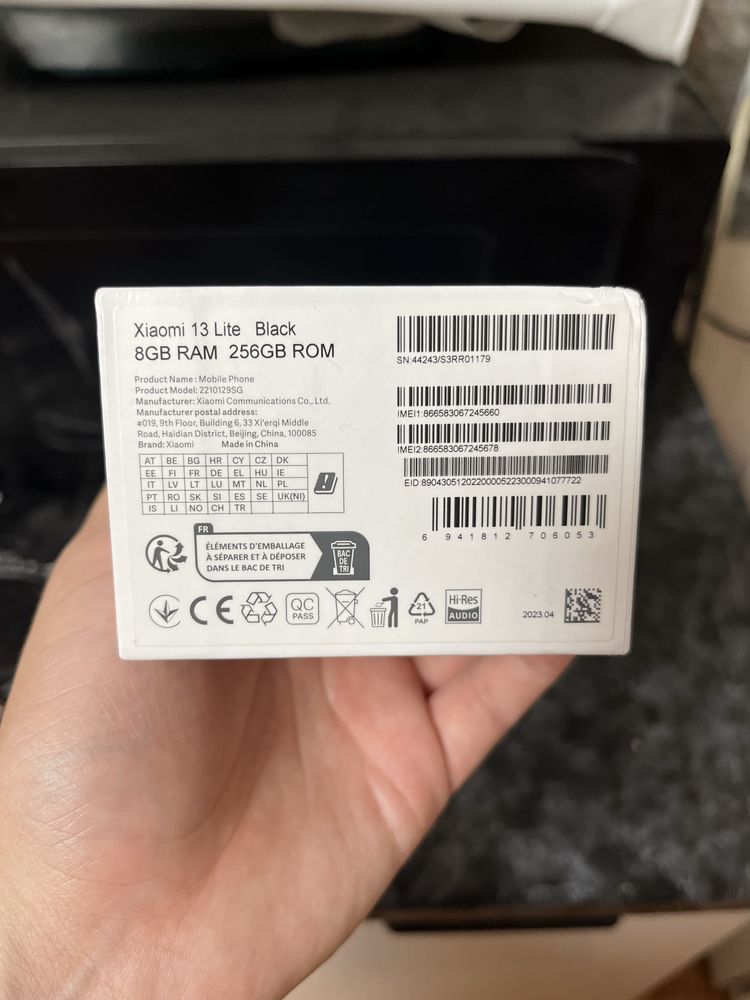 Xiaomi 13 Lite Black
8GB RAM 256GB ROM
Product Name: Mobile Phone
Product Model: 2210129SG
Manufacturer: Xiaomi Communications Co., Ltd.
Manufacturer postal address:
#019, 9th Floor, Building 6, 33 Xi'erqi Middle
Road, Haidian District, Beijing, China, 100085
Brand: Xiaomi Made in China
AT BE BG HR CY CZ DK
EE FI FR DE EL HU IE
IT LV LT LU MT NL PL
PT RO SK SI ES SE UK(NI)
IS LI NO CH TR
FR
ÉLÉMENTS D'EMBALLAGE
À SÉPARER ET À DÉPOSER
DANS LE BAC DE TRI
BAC
DE
TRI
CE
QC
PASS
21
PAP
Hi-Res
AUDIO
SN:44243/S3RR01179
IMEI1:866583067245660
IMEI2:866583067245678
EID:89043051202200005223000941077722
6 941812 706053
2023.04